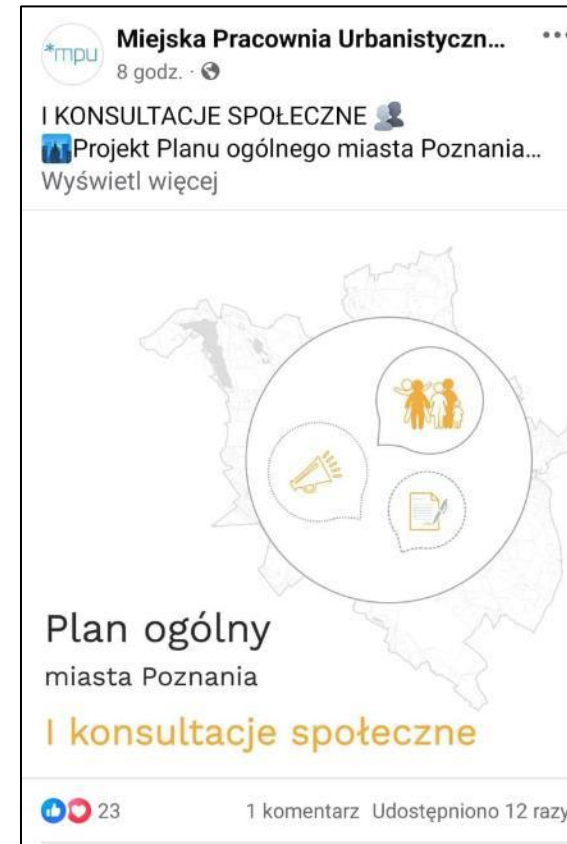 *mpu
Miejska Pracownia Urbanistyczn...
8 godz. ·
I KONSULTACJE SPOŁECZNE
Projekt Planu ogólnego miasta Poznania...
Wyświetl więcej
Plan ogólny
miasta Poznania
I konsultacje społeczne
23 1 komentarz Udostępniono 12 razy